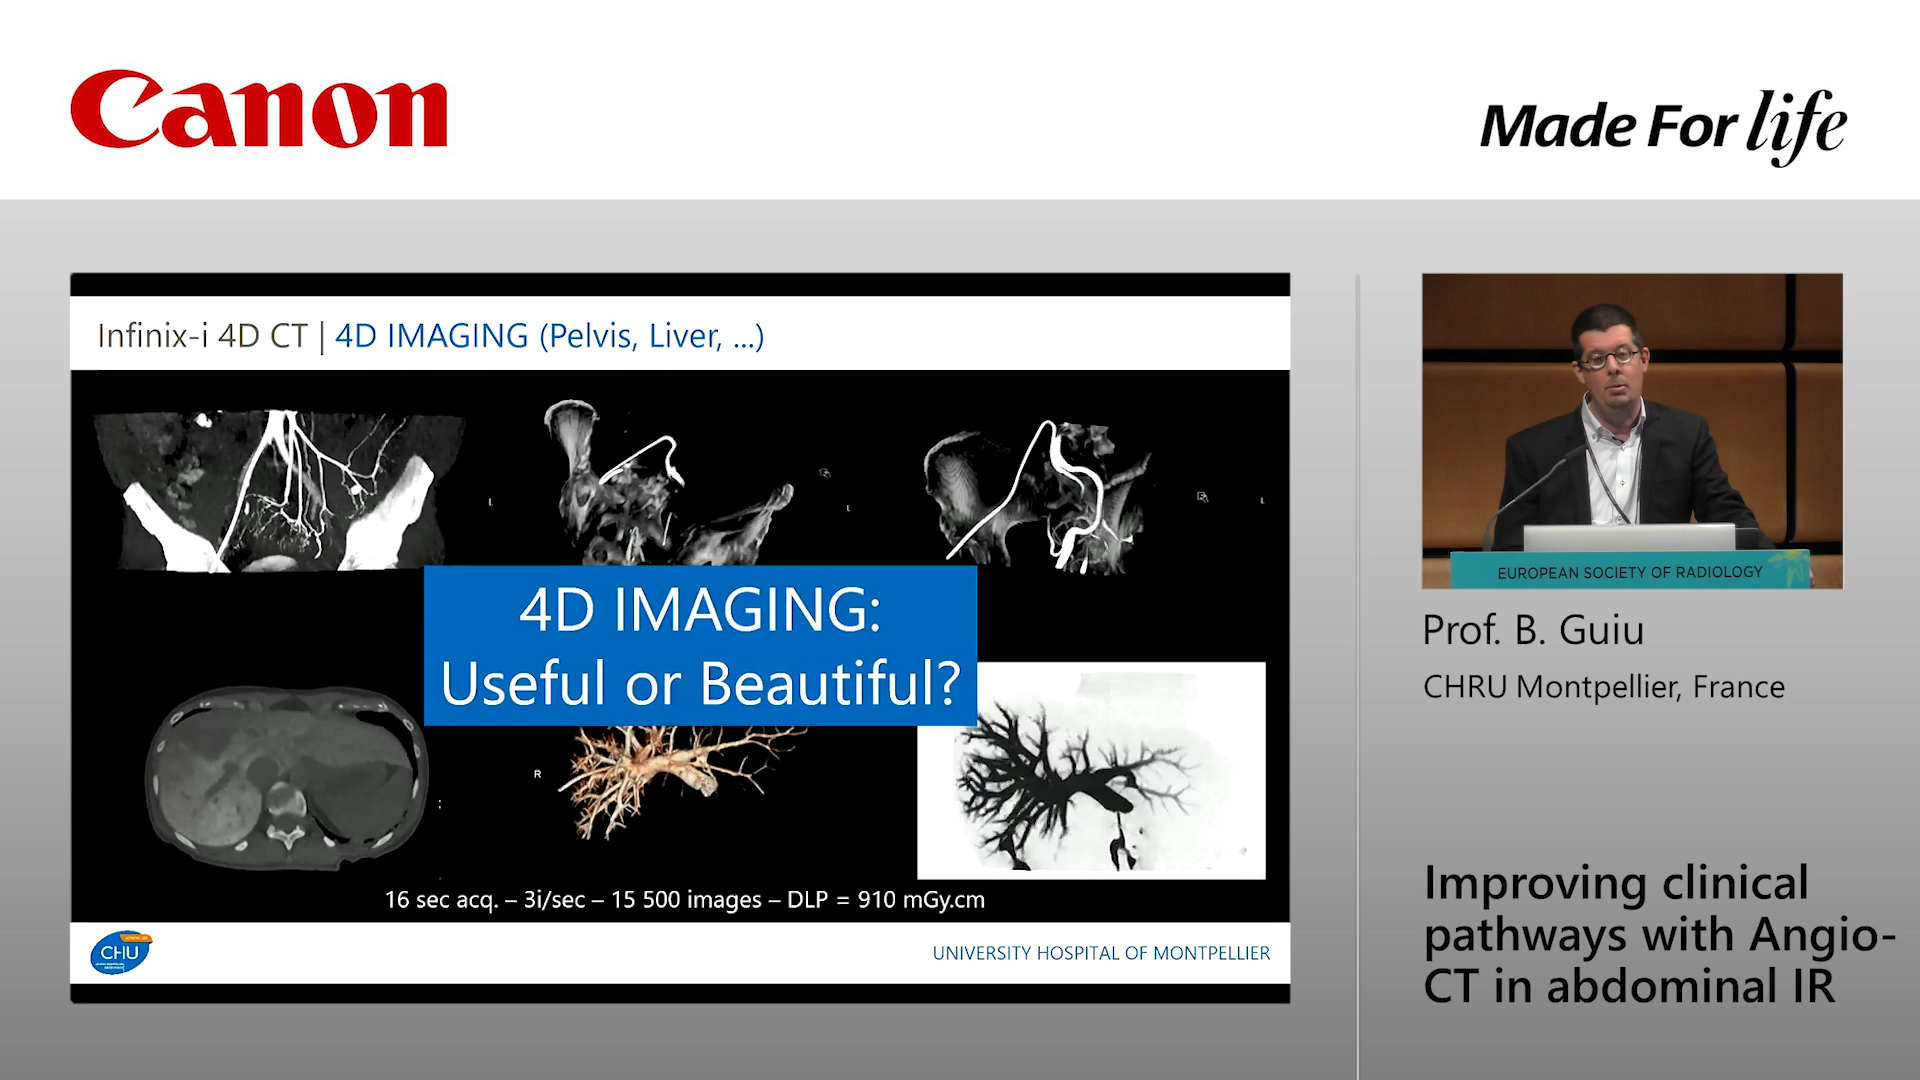 Canon
Made For life
Infinix-i 4D CT | 4D IMAGING (Pelvis, Liver, ...)
L
L
L
4D IMAGING:
Useful or Beautiful?
R
16 sec acq. – 3i/sec – 15 500 images – DLP = 910 mGy.cm
CHU
UNIVERSITY HOSPITAL OF MONTPELLIER
EUROPEAN SOCIETY OF RADIOLOGY
Prof. B. Guiu
CHRU Montpellier, France
Improving clinical
pathways with Angio-
CT in abdominal IR